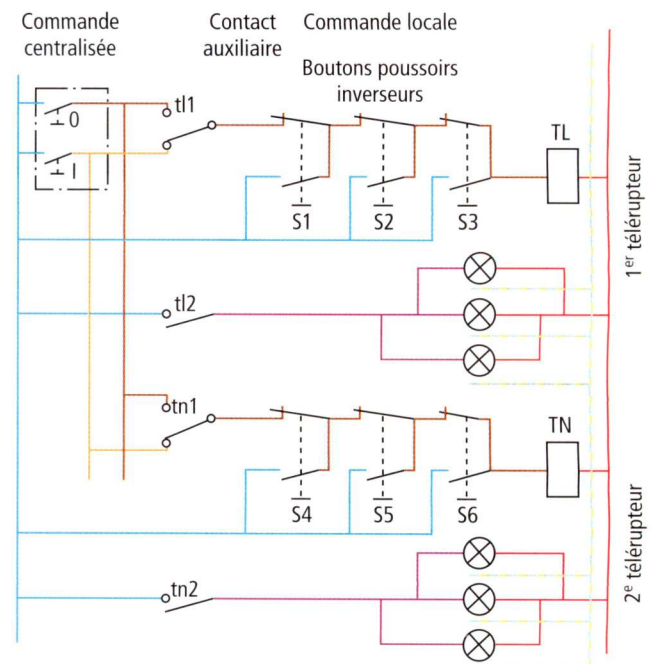 Commande
centralisée
Contact
auxiliaire
Commande locale
Boutons poussoirs
inverseurs
0
I
tl1
TL
S1
S2
S3
1er télérupteur
tl2
tn1
TN
S4
S5
S6
2e télérupteur
tn2